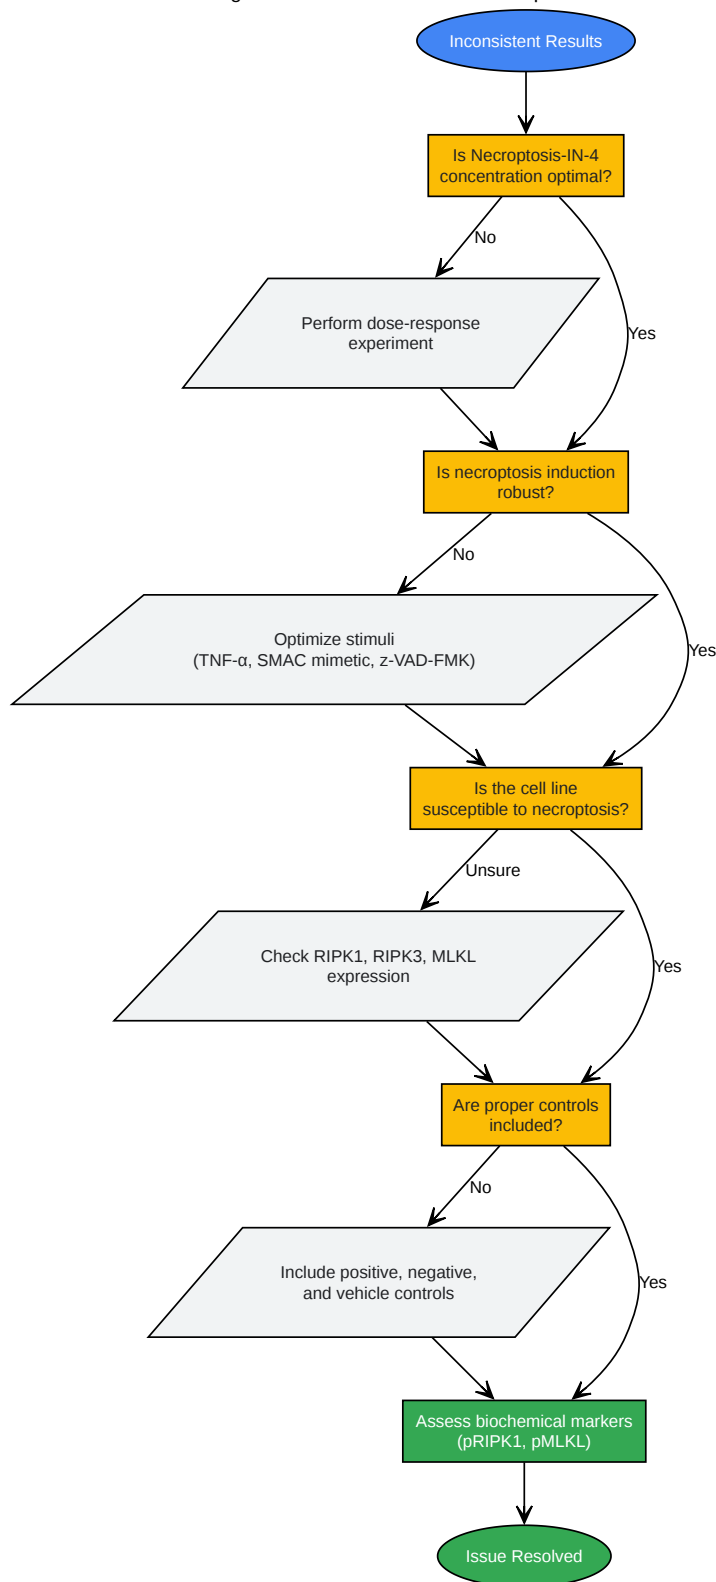 Inconsistent Results
Is Necroptosis-IN-4
concentration optimal?
No
Perform dose-response
experiment
Yes
Is necroptosis induction
robust?
No
Optimize stimuli
(TNF-α, SMAC mimetic, z-VAD-FMK)
Yes
Is the cell line
susceptible to necroptosis?
Unsure
Check RIPK1, RIPK3, MLKL
expression
Yes
Are proper controls
included?
No
Include positive, negative,
and vehicle controls
Yes
Assess biochemical markers
(pRIPK1, pMLKL)
Issue Resolved